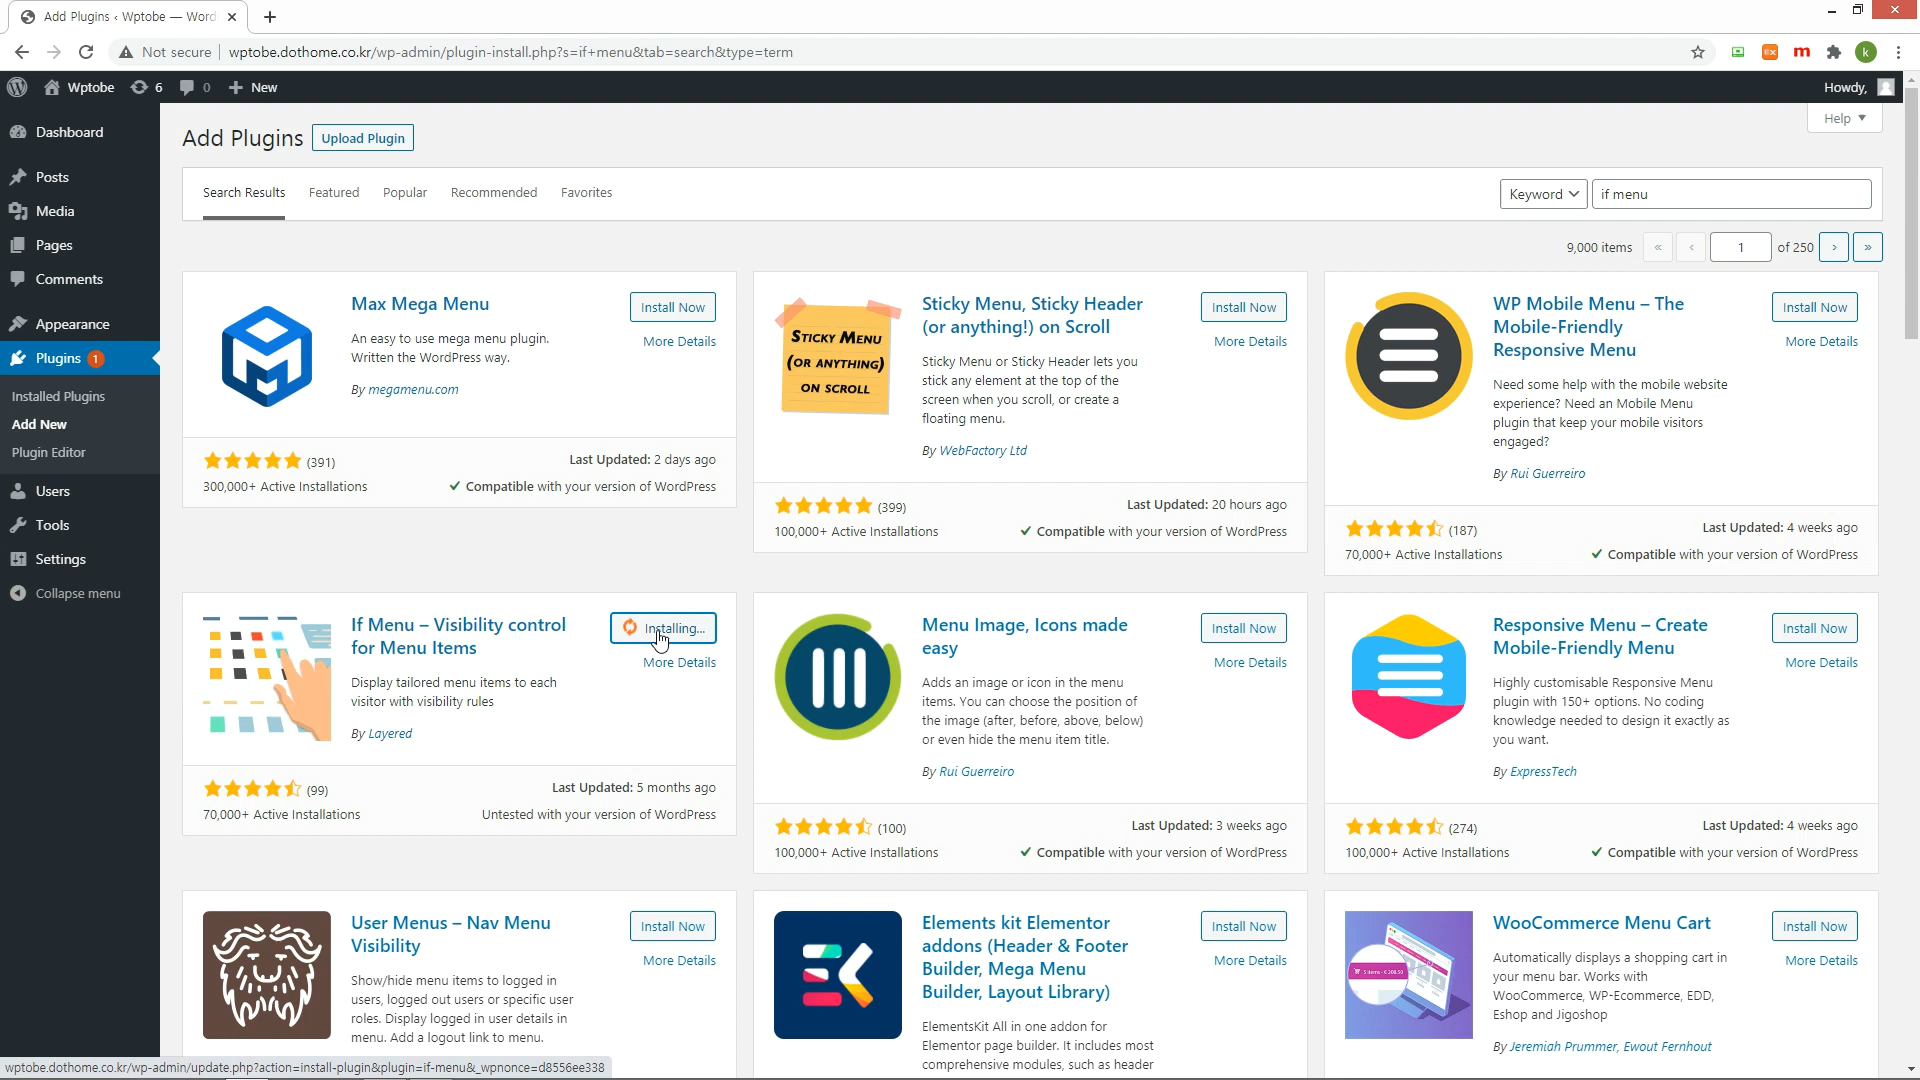 Add Plugins ‹ Wptobe — Word
Not secure
wptobe.dothome.co.kr/wp-admin/plugin-install.php?s=if+menu&tab=search&type=term
Wptobe
6
0
New
Howdy,
Dashboard
Posts
Media
Pages
Comments
Appearance
Plugins 1
Installed Plugins
Add New
Plugin Editor
Users
Tools
Settings
Collapse menu
Add Plugins
Upload Plugin
Help
Search Results
Featured
Popular
Recommended
Favorites
Keyword
if menu
9,000 items
«
‹
1
of 250
›
»
Max Mega Menu
Install Now
More Details
An easy to use mega menu plugin.
Written the WordPress way.
By megamenu.com
(391)
Last Updated: 2 days ago
300,000+ Active Installations
Compatible with your version of WordPress
STICKY MENU
(OR ANYTHING)
ON SCROLL
Sticky Menu, Sticky Header
(or anything!) on Scroll
Install Now
More Details
Sticky Menu or Sticky Header lets you
stick any element at the top of the
screen when you scroll, or create a
floating menu.
By WebFactory Ltd
(399)
Last Updated: 20 hours ago
100,000+ Active Installations
Compatible with your version of WordPress
WP Mobile Menu – The
Mobile-Friendly
Responsive Menu
Install Now
More Details
Need some help with the mobile website
experience? Need an Mobile Menu
plugin that keep your mobile visitors
engaged?
By Rui Guerreiro
(187)
Last Updated: 4 weeks ago
70,000+ Active Installations
Compatible with your version of WordPress
If Menu – Visibility control
for Menu Items
Installing...
More Details
Display tailored menu items to each
visitor with visibility rules
By Layered
(99)
Last Updated: 5 months ago
70,000+ Active Installations
Untested with your version of WordPress
Menu Image, Icons made
easy
Install Now
More Details
Adds an image or icon in the menu
items. You can choose the position of
the image (after, before, above, below)
or even hide the menu item title.
By Rui Guerreiro
(100)
Last Updated: 3 weeks ago
100,000+ Active Installations
Compatible with your version of WordPress
Responsive Menu – Create
Mobile-Friendly Menu
Install Now
More Details
Highly customisable Responsive Menu
plugin with 150+ options. No coding
knowledge needed to design it exactly as
you want.
By ExpressTech
(274)
Last Updated: 4 weeks ago
100,000+ Active Installations
Compatible with your version of WordPress
User Menus – Nav Menu
Visibility
Install Now
More Details
Show/hide menu items to logged in
users, logged out users or specific user
roles. Display logged in user details in
menu. Add a logout link to menu.
Elements kit Elementor
addons (Header & Footer
Builder, Mega Menu
Builder, Layout Library)
Install Now
More Details
ElementsKit All in one addon for
Elementor page builder. It includes most
comprehensive modules, such as header
WooCommerce Menu Cart
Install Now
More Details
Automatically displays a shopping cart in
your menu bar. Works with
WooCommerce, WP-Ecommerce, EDD,
Eshop and Jigoshop
By Jeremiah Prummer, Ewout Fernhout
wptobe.dothome.co.kr/wp-admin/update.php?action=install-plugin&plugin=if-menu&_wpnonce=d8556ee338